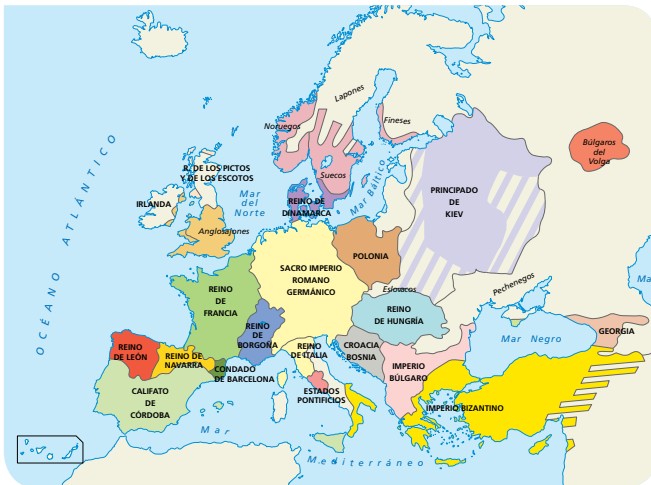 Lapones
Noruegos
Fineses
Búlgaros
del
Volga
OCÉANO ATLÁNTICO
R. DE LOS PICTOS
Y DE LOS ESCOTOS
Suecos
Mar Báltico
PRINCIPADO
DE
KIEV
IRLANDA
Mar
del
Norte
REINO DE
DINAMARCA
Anglosajones
POLONIA
SACRO IMPERIO
ROMANO
GERMÁNICO
Eslovacos
Pechenegos
Ma
REINO
DE
FRANCIA
REINO
DE HUNGRÍA
REINO
DE
BORGOÑA
Mar Negro
GEORGIA
REINO
DE LEÓN
REINO DE
NAVARRA
REINO
DE ITALIA
CROACIA
BOSNIA
CONDADO
DE BARCELONA
IMPERIO
BÚLGARO
CALIFATO
DE
CÓRDOBA
ESTADOS
PONTIFICIOS
IMPERIO BIZANTINO
Mar
Mediterráneo